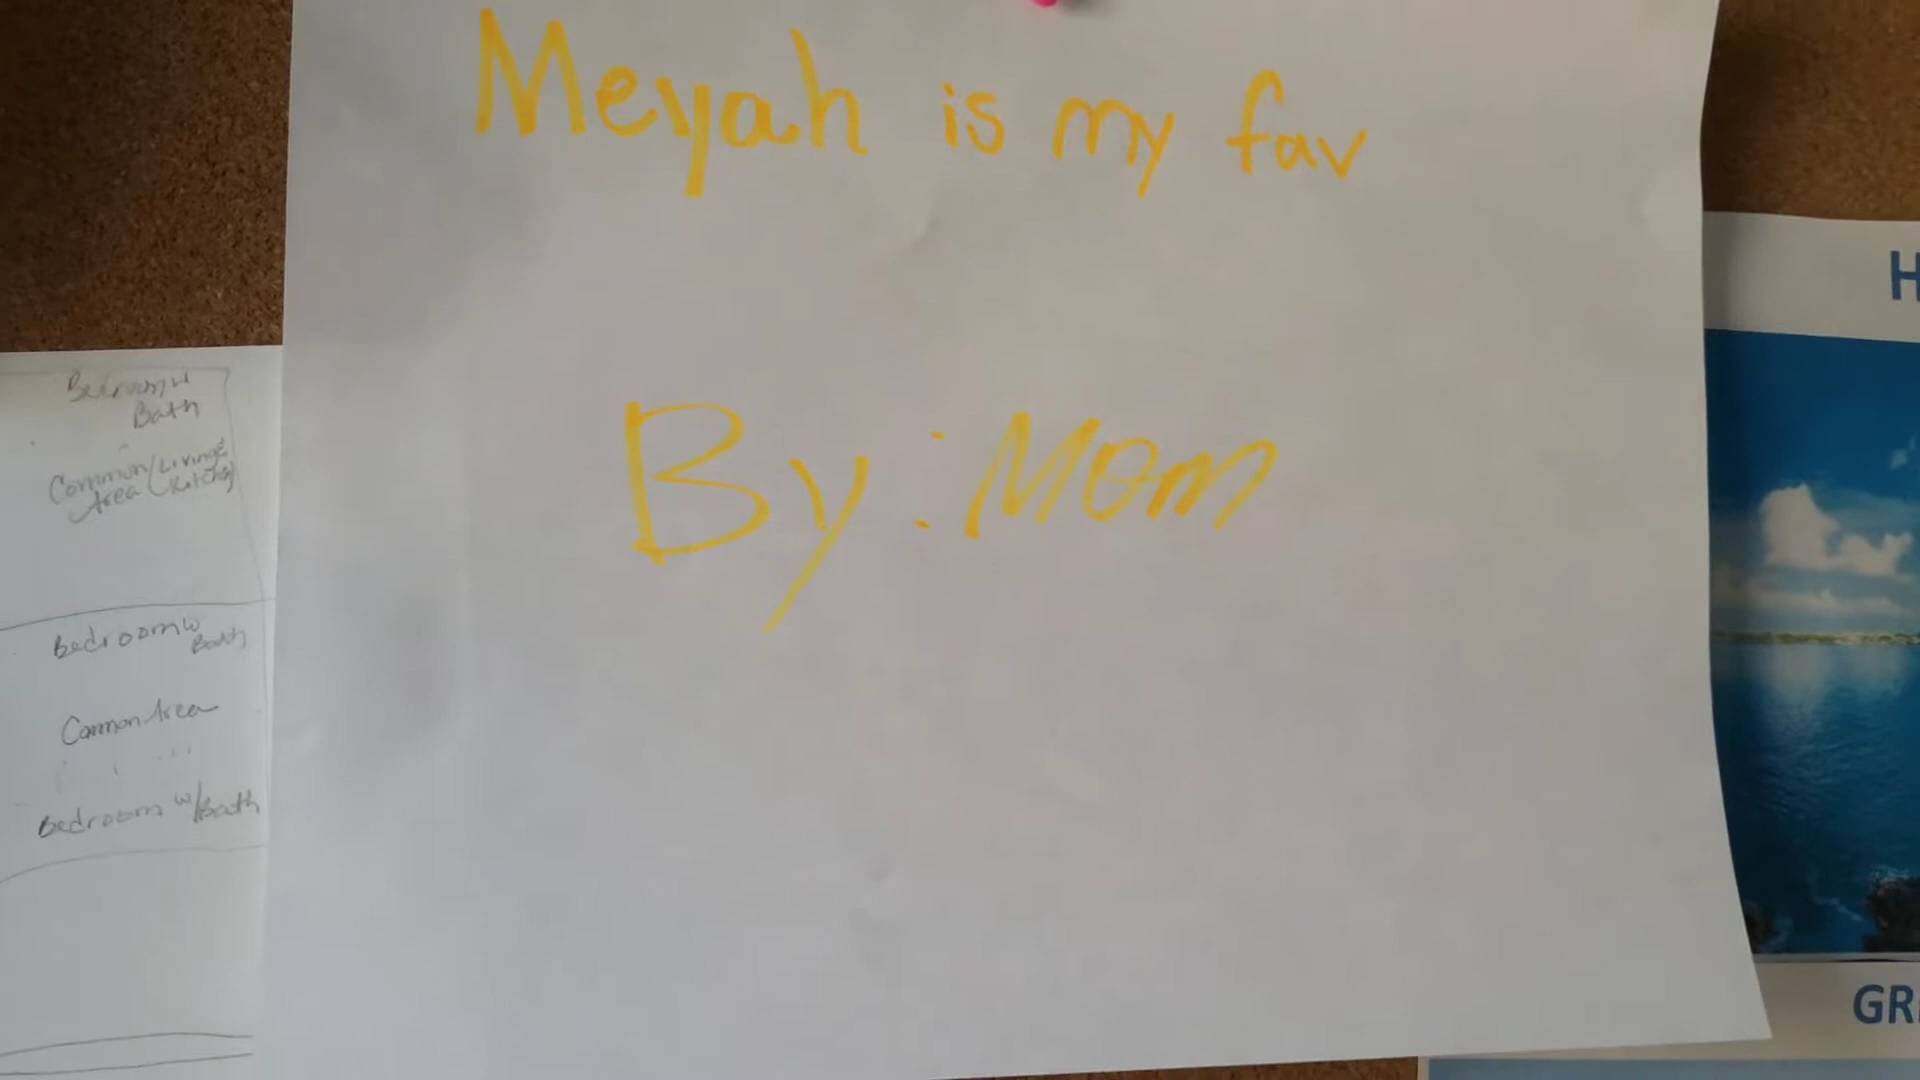 Meyah is my fav
By: Mom
Bedroom w
Bath
Common/Living
Area (Kitchen)
Bedroom w
Bath
Common Area
Bedroom w/Bath
H
GR